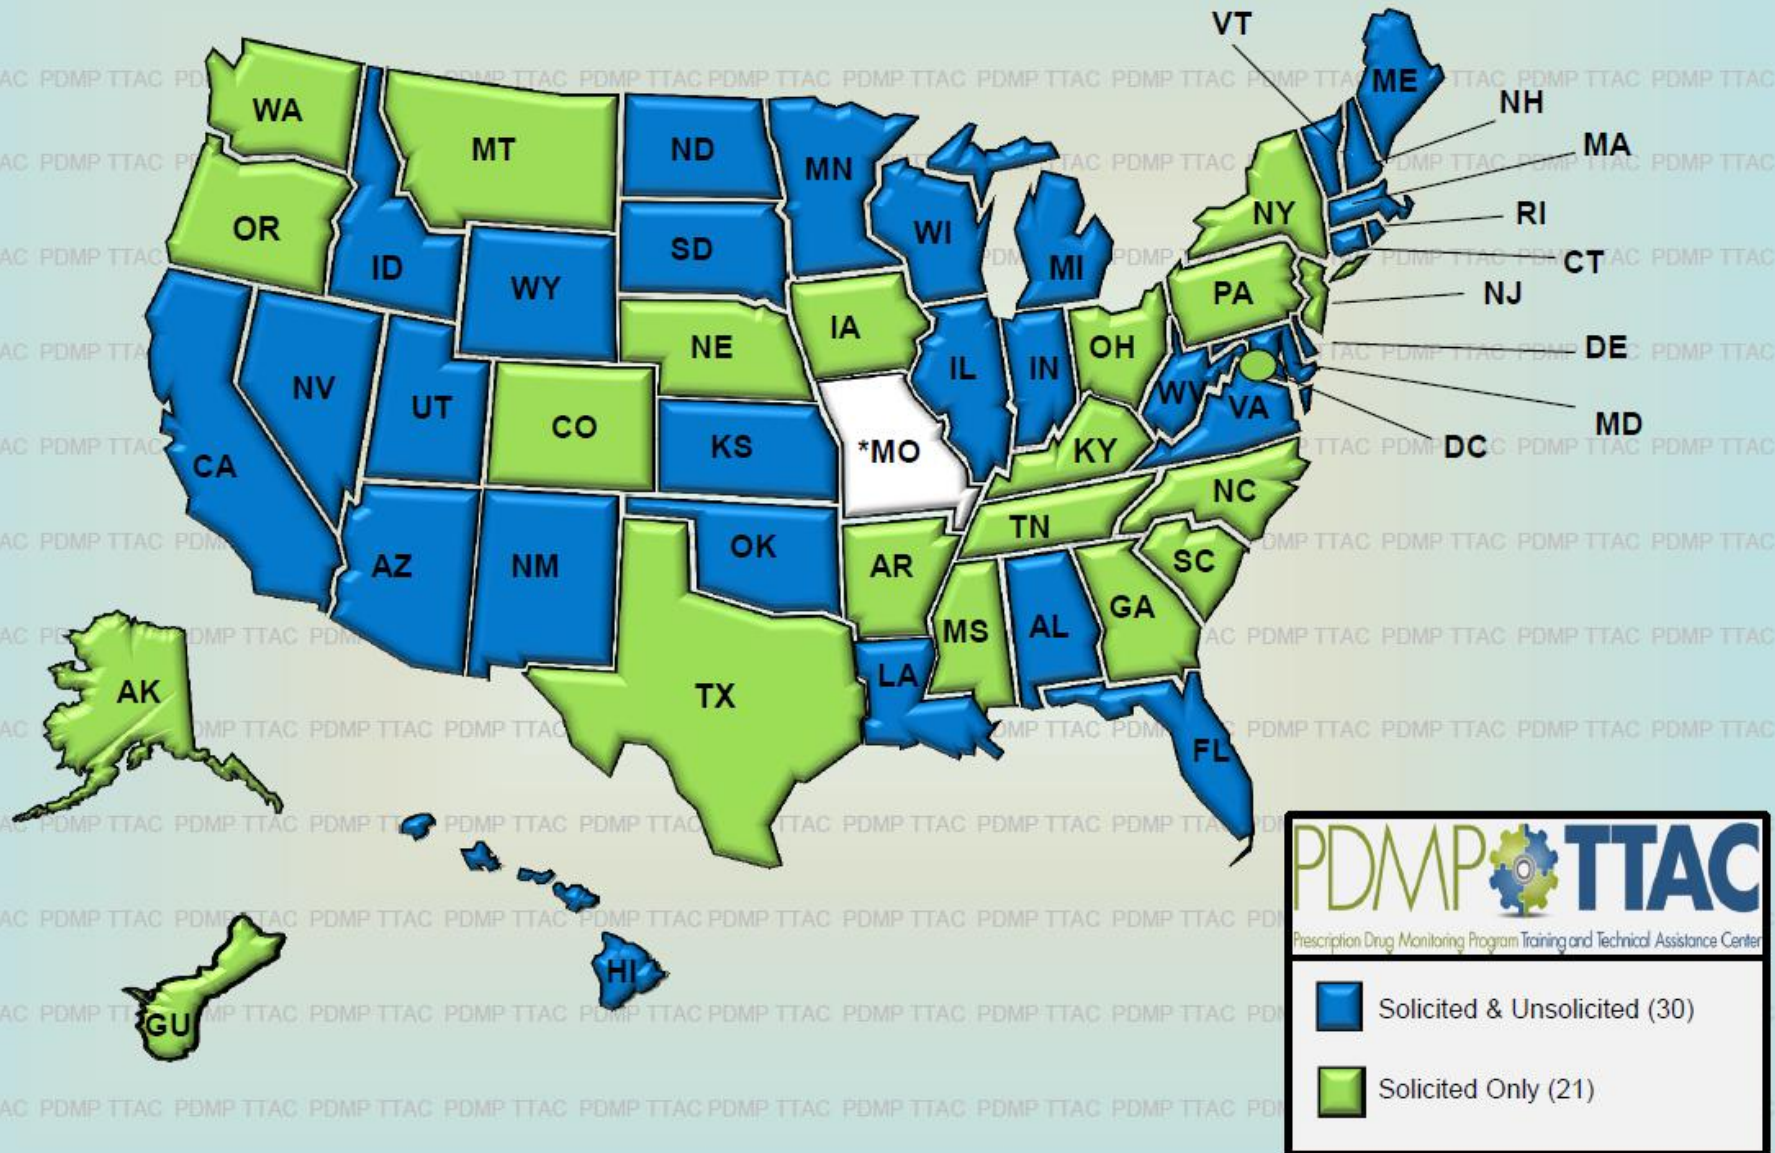 VT
ME
NH
WA
MT
ND
MN
MA
OR
ID
WY
SD
WI
MI
NY
RI
CT
PA
NJ
NE
IA
OH
DE
NV
UT
CO
IL
IN
WV
VA
MD
KS
*MO
KY
DC
CA
NC
TN
AZ
NM
OK
AR
SC
MS
AL
GA
LA
AK
TX
FL
HI
GU
PDMP TTAC
Prescription Drug Monitoring Program Training and Technical Assistance Center
Solicited & Unsolicited (30)
Solicited Only (21)